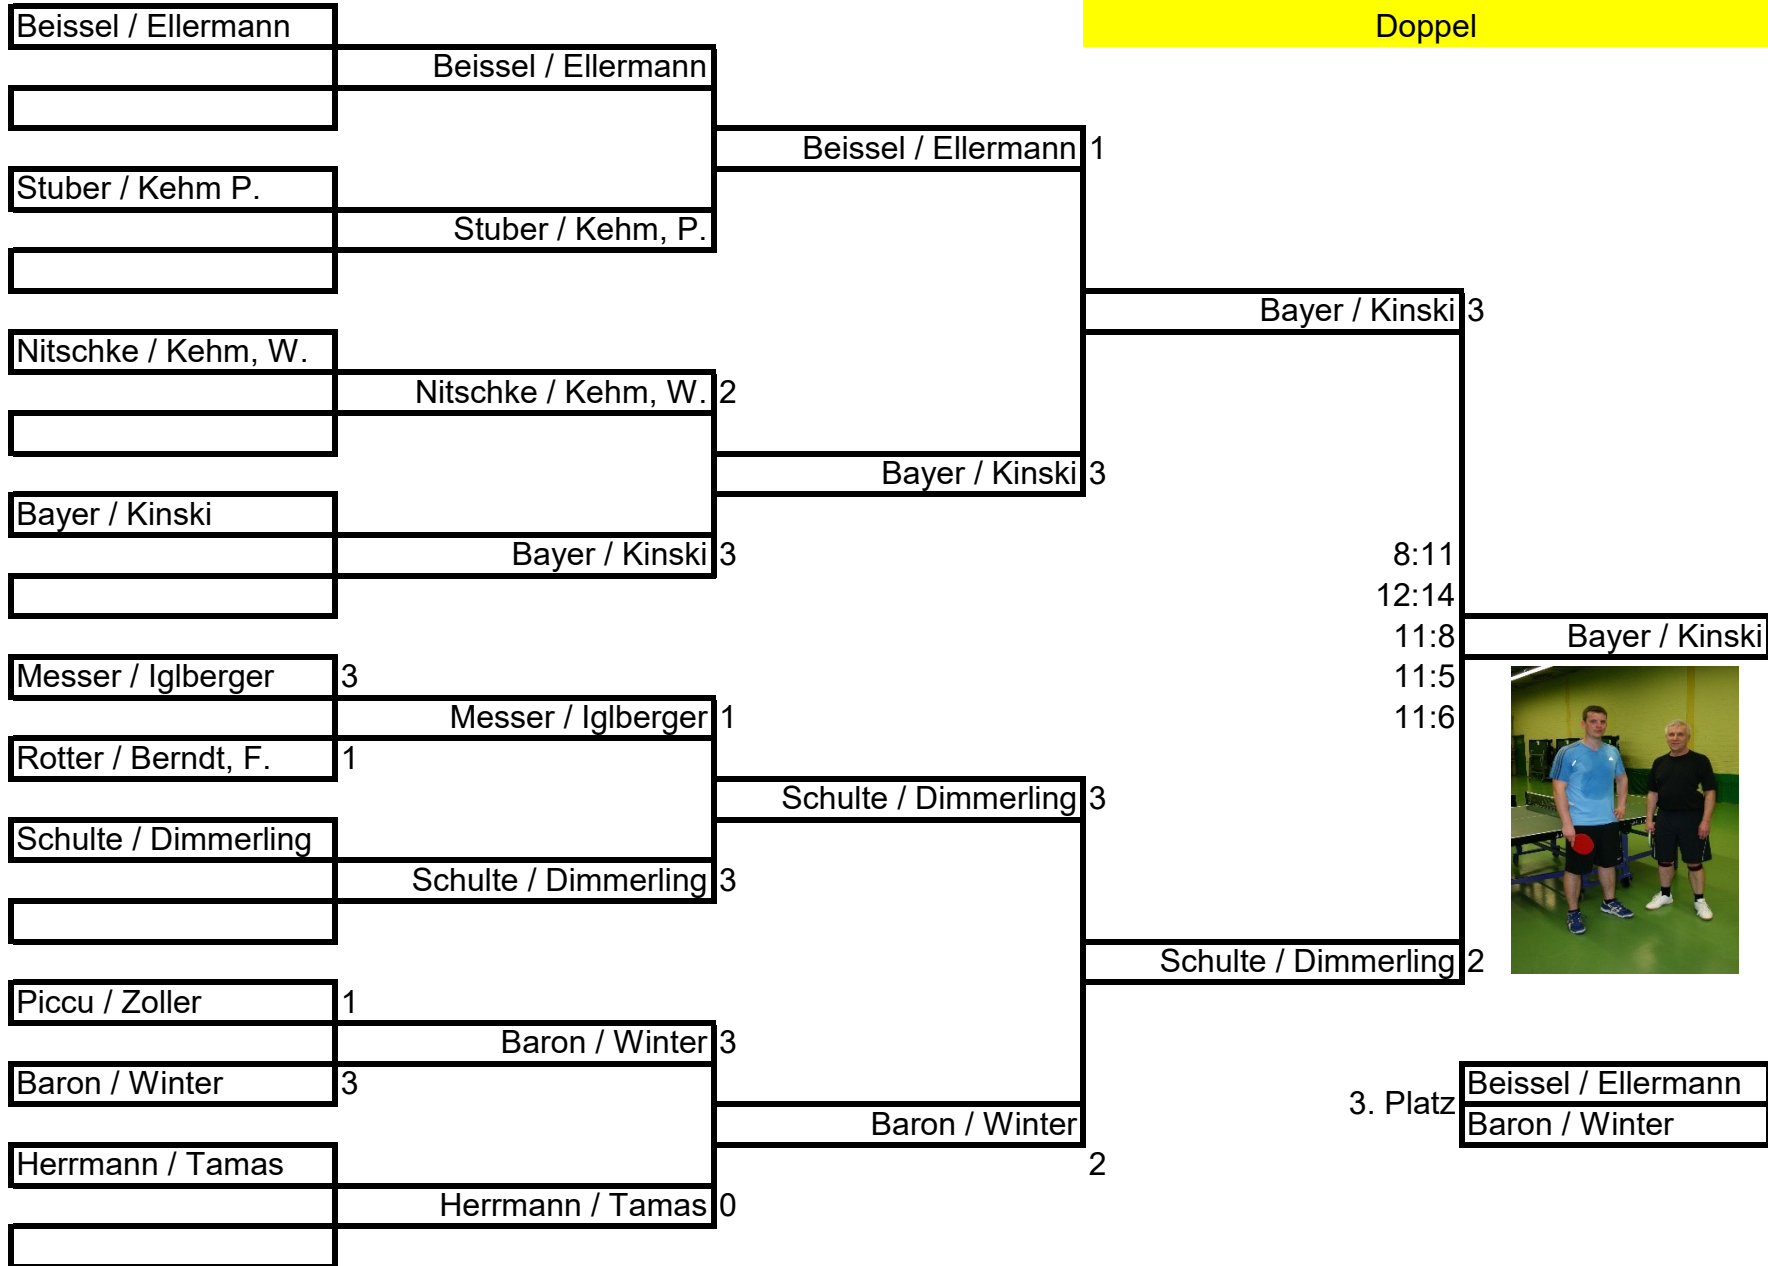 Doppel
Beissel / Ellermann
Beissel / Ellermann
Beissel / Ellermann 1
Stuber / Kehm P.
Stuber / Kehm, P.
Bayer / Kinski 3
Nitschke / Kehm, W.
Nitschke / Kehm, W. 2
Bayer / Kinski 3
Bayer / Kinski
Bayer / Kinski 3
8:11
12:14
11:8
11:5
11:6
Bayer / Kinski
Messer / Iglberger 3
Messer / Iglberger 1
Rotter / Berndt, F. 1
Schulte / Dimmerling 3
Schulte / Dimmerling
Schulte / Dimmerling 3
Schulte / Dimmerling 2
Piccu / Zoller 1
Baron / Winter 3
Baron / Winter 3
Baron / Winter
2
Herrmann / Tamas
Herrmann / Tamas 0
3. Platz
Beissel / Ellermann
Baron / Winter